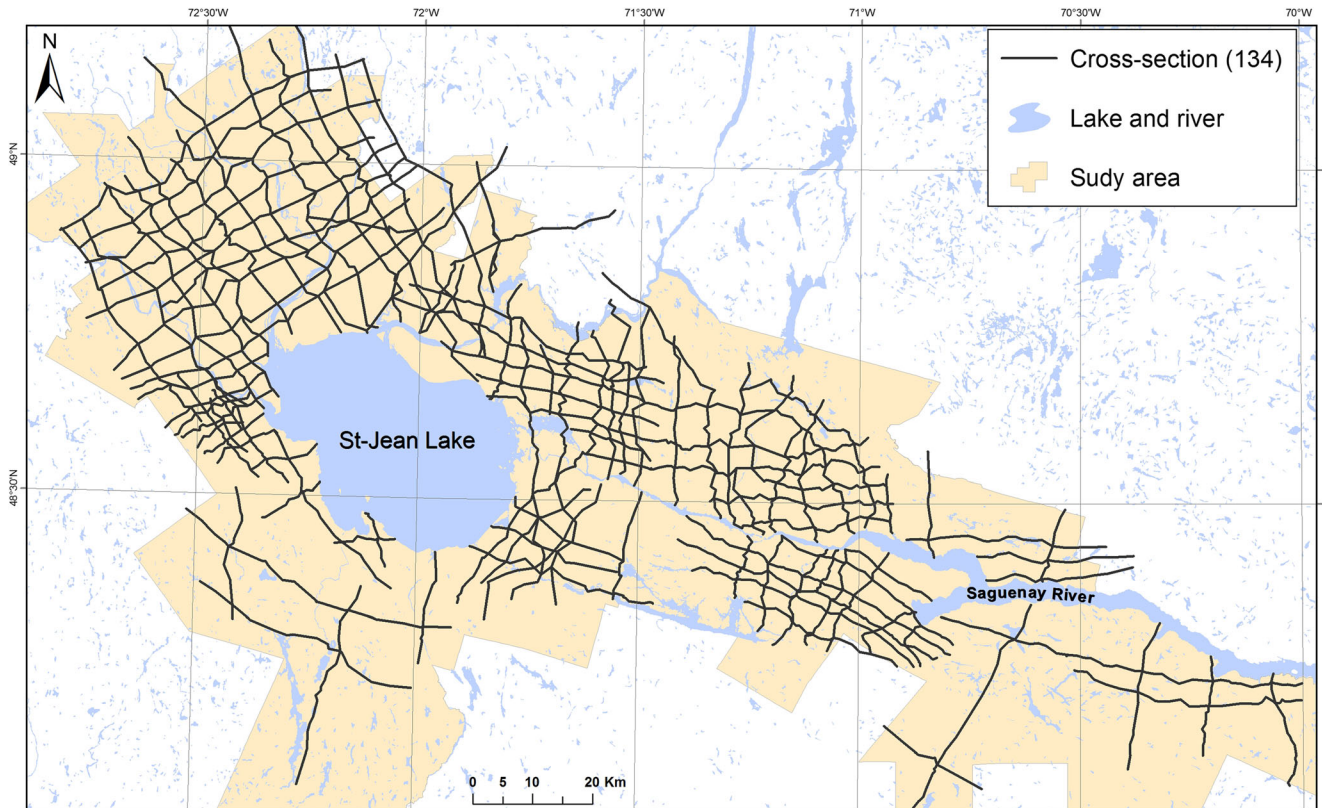 72°30'W 72°W 71°30'W 71°W 70°30'W 70°W
N
Cross-section (134)
Lake and river
Sudy area
49°N
St-Jean Lake
48°30'N
Saguenay River
0 5 10 20 Km